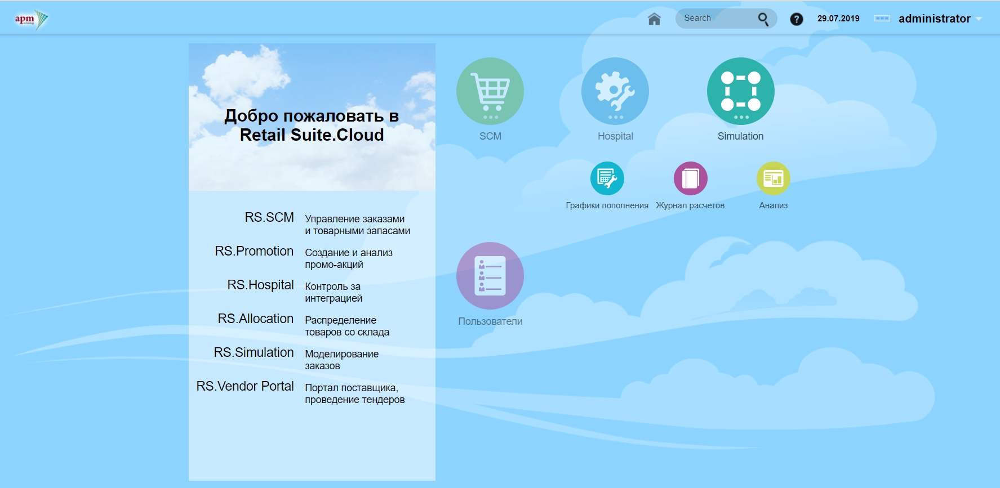 apm
technology
Search
?
29.07.2019
administrator
Добро пожаловать в
Retail Suite.Cloud
RS.SCM
Управление заказами
и товарными запасами
RS.Promotion
Создание и анализ
промо-акций
RS.Hospital
Контроль за
интеграцией
RS.Allocation
Распределение
товаров со склада
RS.Simulation
Моделирование
заказов
RS.Vendor Portal
Портал поставщика,
проведение тендеров
SCM
Hospital
Simulation
Графики пополнения
Журнал расчетов
Анализ
Пользователи